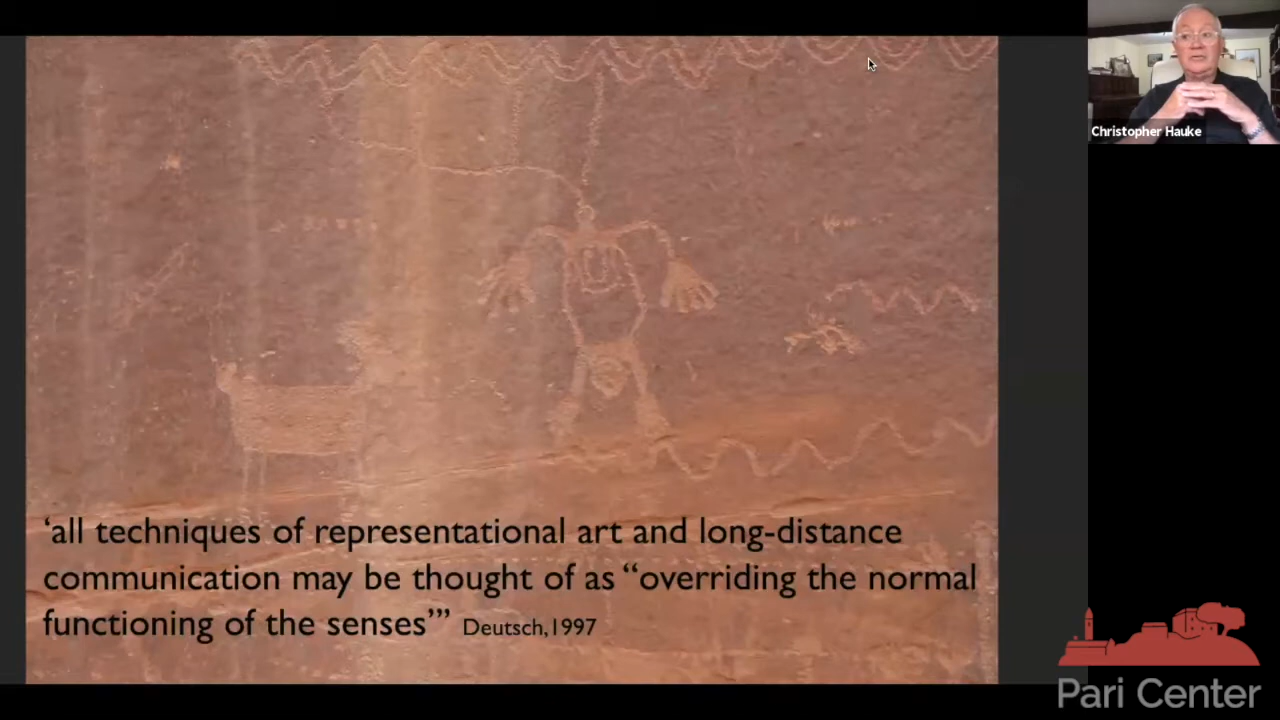 Christopher Hauke
‘all techniques of representational art and long-distance
communication may be thought of as “overriding the normal
functioning of the senses’” Deutsch,1997
Pari Center